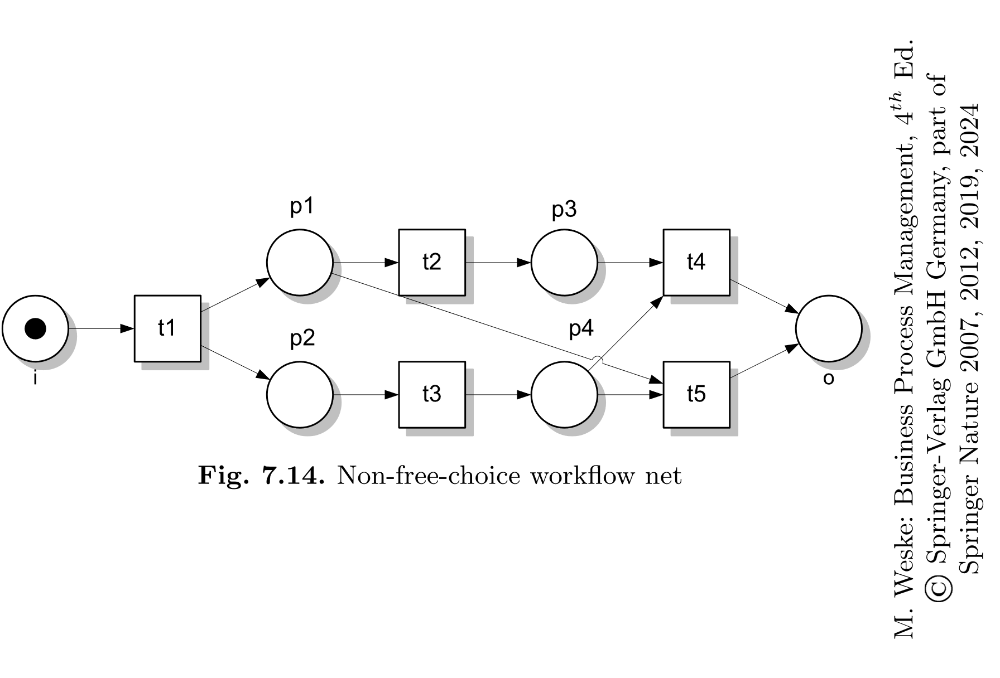 p1
p3
t2
t4
t1
p2
p4
i
t3
t5
o
Fig. 7.14. Non-free-choice workflow net
M. Weske: Business Process Management, 4th Ed.
© Springer-Verlag GmbH Germany, part of
Springer Nature 2007, 2012, 2019, 2024